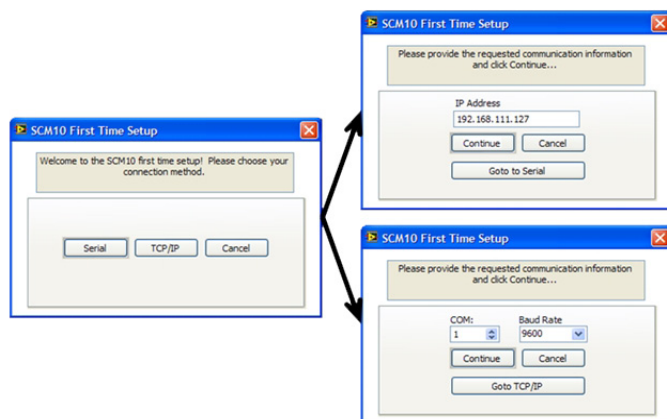 SCM10 First Time Setup
Welcome to the SCM10 first time setup! Please choose your
connection method.
Serial
TCP/IP
Cancel
SCM10 First Time Setup
Please provide the requested communication information
and click Continue...
IP Address
192.168.111.127
Continue
Cancel
Goto to Serial
SCM10 First Time Setup
Please provide the requested communication information
and click Continue...
COM: Baud Rate
1 9600
Continue
Cancel
Goto TCP/IP